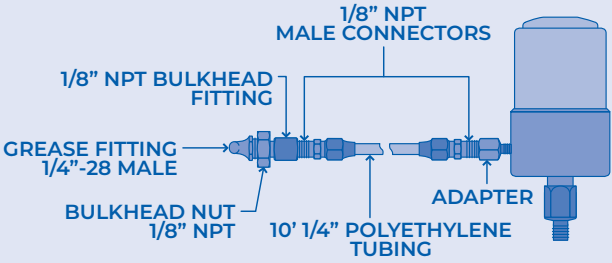 1/8” NPT
MALE CONNECTORS
1/8” NPT BULKHEAD
FITTING
GREASE FITTING
1/4”-28 MALE
BULKHEAD NUT
1/8” NPT
10’ 1/4” POLYETHYLENE
TUBING
ADAPTER